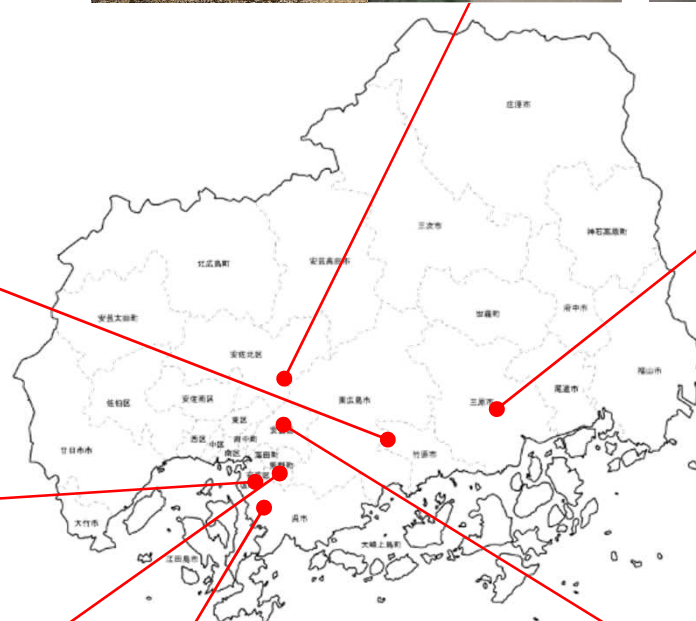 庄原市
三次市
神石高原町
北広島町
安芸高田市
府中市
世羅町
安芸太田町
安佐北区
福山市
尾道市
東広島市
三原市
佐伯区
安佐南区
東区
西区
中区
府中町
廿日市市
南区
海田町
竹原市
熊野町
呉市
大竹市
大崎上島町
江田島市